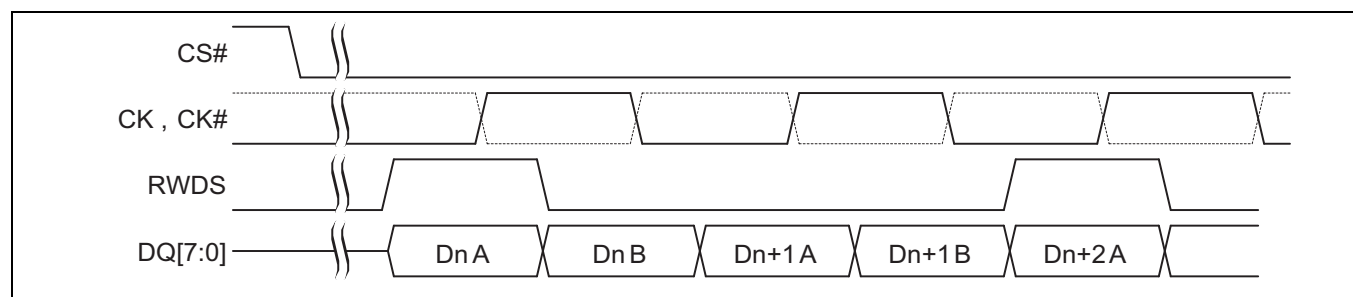 CS#
CK , CK#
RWDS
DQ[7:0]
Dn A
Dn B
Dn+1 A
Dn+1 B
Dn+2 A